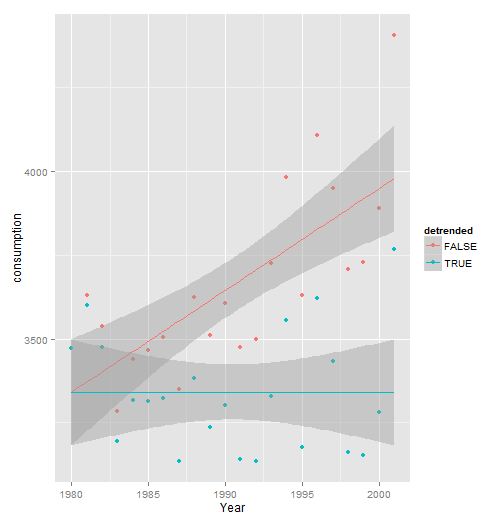 4000
3500
consumption
1980
1985
1990
1995
2000
Year
detrended
FALSE
TRUE